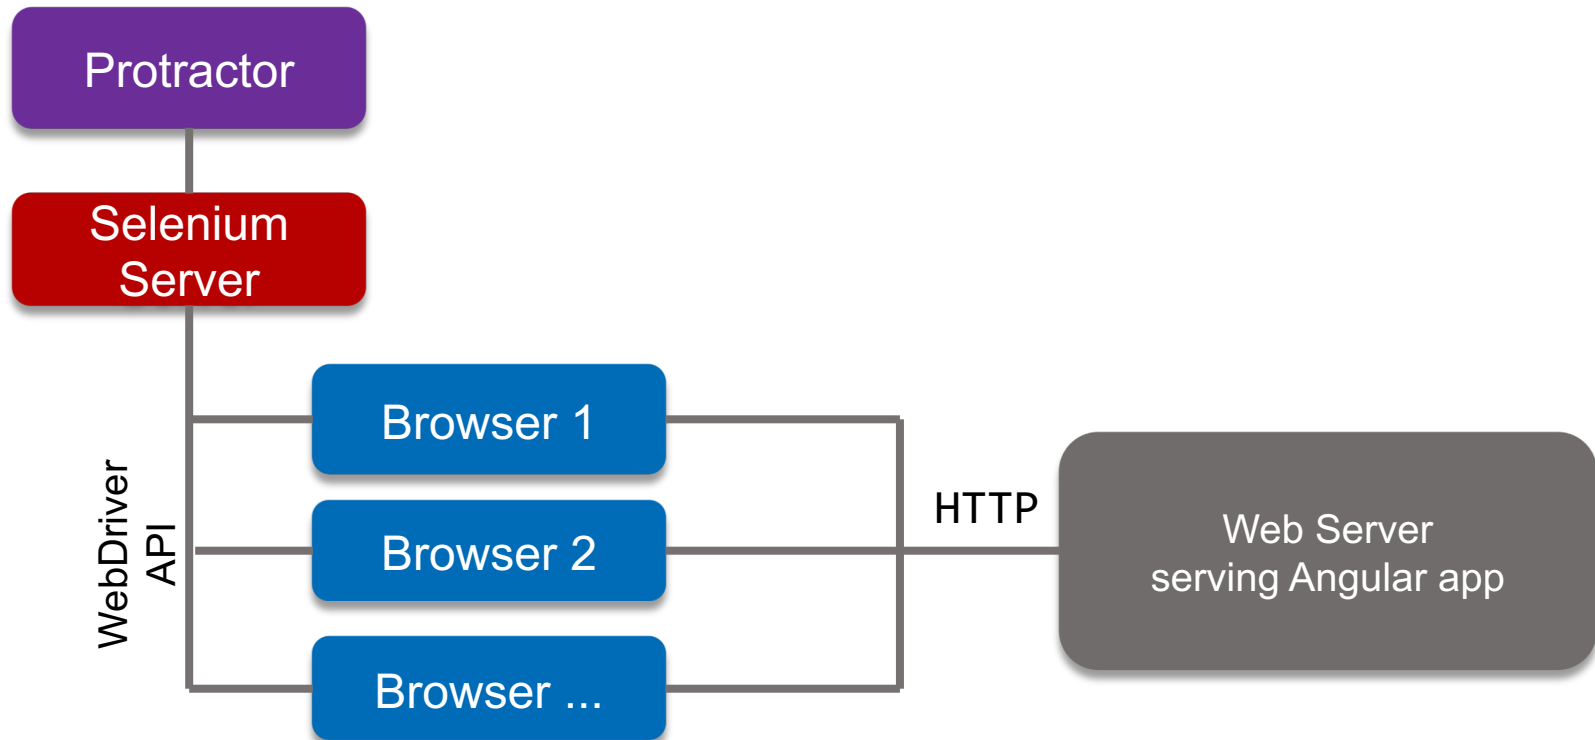 Protractor
Selenium
Server
Browser 1
WebDriver
API
Browser 2
Browser ...
HTTP
Web Server
serving Angular app